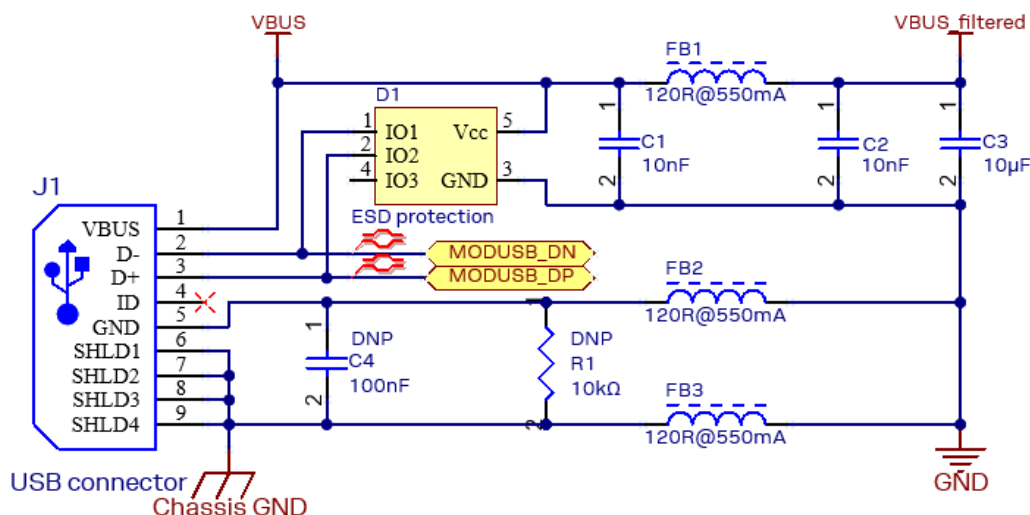 VBUS
VBUS_filtered
FB1
120R@550mA
D1
1 IO1 Vcc 5
2 IO2
4 IO3 GND 3
ESD protection
1
C1
10nF
2
1
C2
10nF
2
1
C3
10µF
2
J1
VBUS 1
D- 2
D+ 3
ID 4
GND 5
SHLD1 6
SHLD2 7
SHLD3 8
SHLD4 9
USB connector
Chassis GND
MODUSB_DN
MODUSB_DP
1
DNP
C4
100nF
2
1
DNP
R1
10kΩ
2
FB2
120R@550mA
FB3
120R@550mA
GND